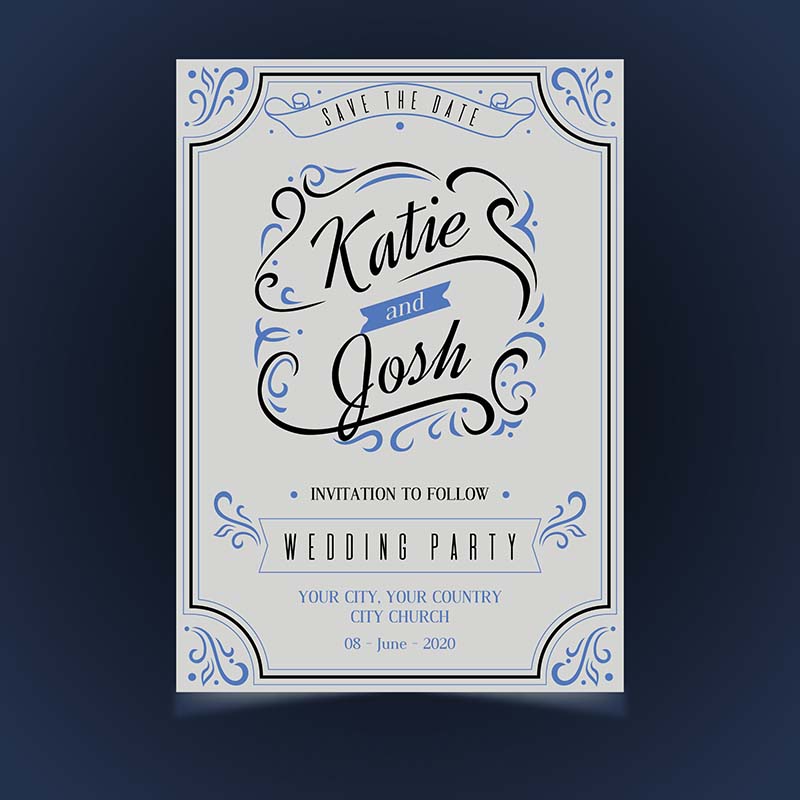 SAVE THE DATE
Katie
and
Josh
INVITATION TO FOLLOW
WEDDING PARTY
YOUR CITY, YOUR COUNTRY
CITY CHURCH
08 - June - 2020